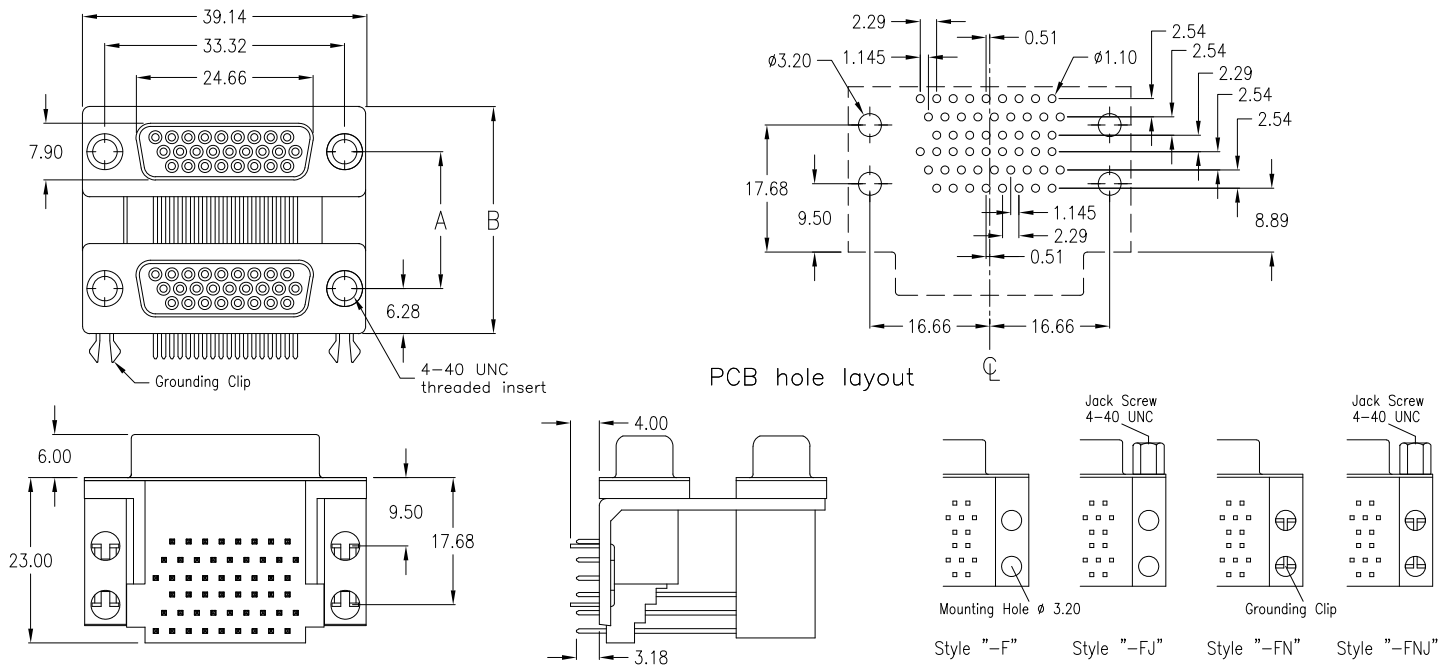 39.14
33.32
24.66
7.90
A
B
6.28
Grounding Clip
4-40 UNC
threaded insert
2.29
0.51
2.54
1.145
2.54
ø3.20
ø1.10
2.29
2.54
2.54
17.68
9.50
1.145
2.29
8.89
0.51
16.66
16.66
PCB hole layout
CL
6.00
23.00
9.50
17.68
4.00
3.18
Jack Screw
4-40 UNC
Jack Screw
4-40 UNC
Mounting Hole ø 3.20
Grounding Clip
Style "-F"
Style "-FJ"
Style "-FN"
Style "-FNJ"